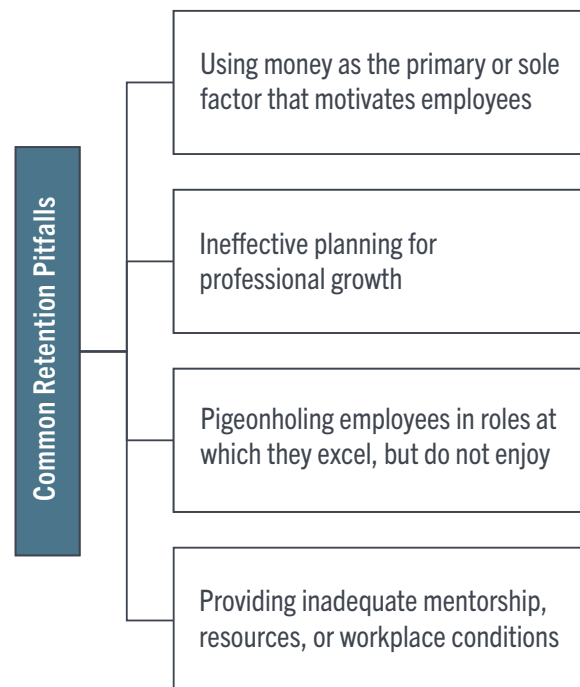 Common Retention Pitfalls
Using money as the primary or sole
factor that motivates employees
Ineffective planning for
professional growth
Pigeonholing employees in roles at
which they excel, but do not enjoy
Providing inadequate mentorship,
resources, or workplace conditions